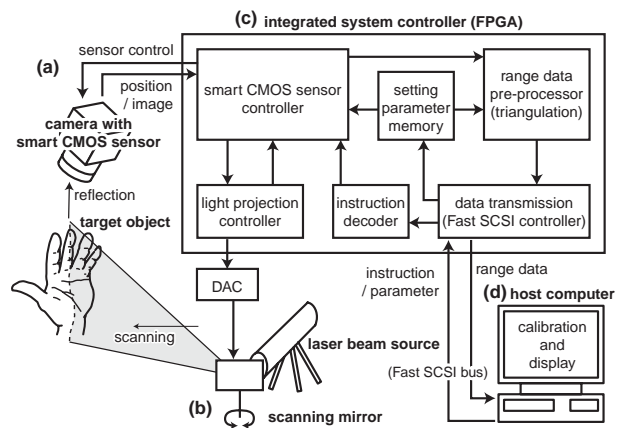 (c) integrated system controller (FPGA)
sensor control
(a)
position
/ image
camera with
smart CMOS sensor
smart CMOS sensor
controller
setting
parameter
memory
range data
pre-processor
(triangulation)
reflection
target object
light projection
controller
instruction
decoder
data transmission
(Fast SCSI controller)
DAC
instruction
/ parameter
range data
(d) host computer
scanning
laser beam source
calibration
and
display
(Fast SCSI bus)
(b)
scanning mirror